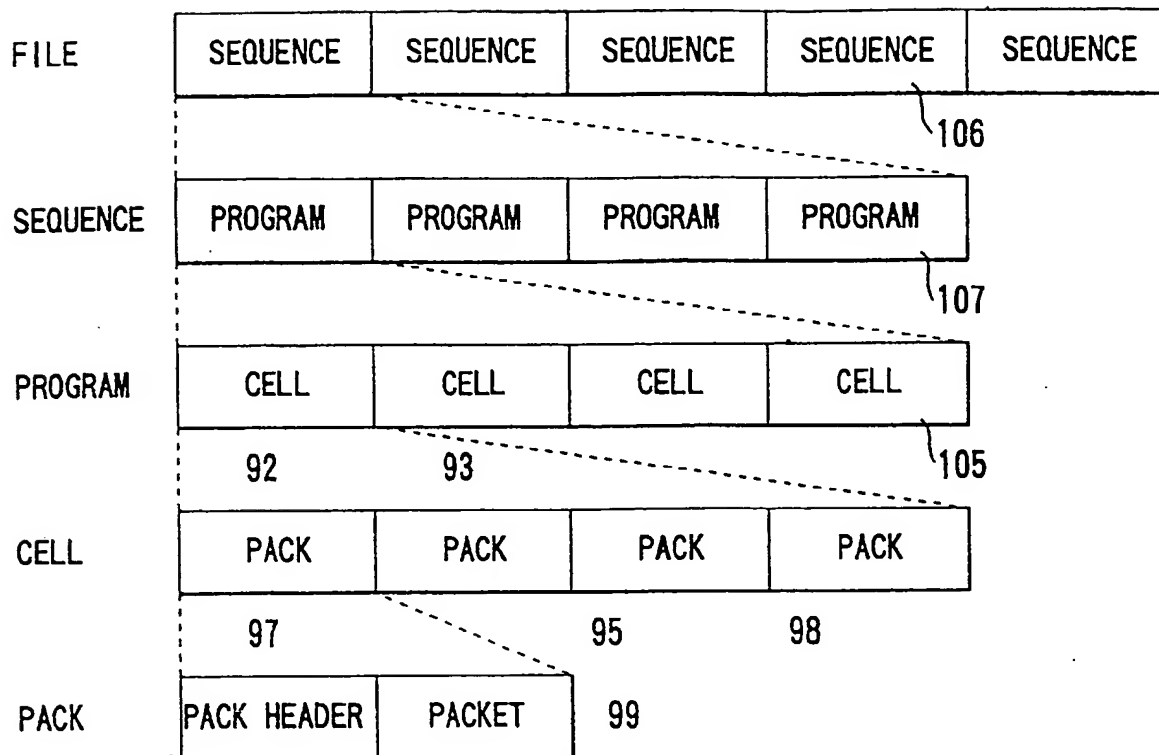 FILE SEQUENCE SEQUENCE SEQUENCE SEQUENCE SEQUENCE
106
SEQUENCE PROGRAM PROGRAM PROGRAM PROGRAM
107
PROGRAM CELL CELL CELL CELL
92 93 105
CELL PACK PACK PACK PACK
97 95 98
PACK PACK HEADER PACKET 99